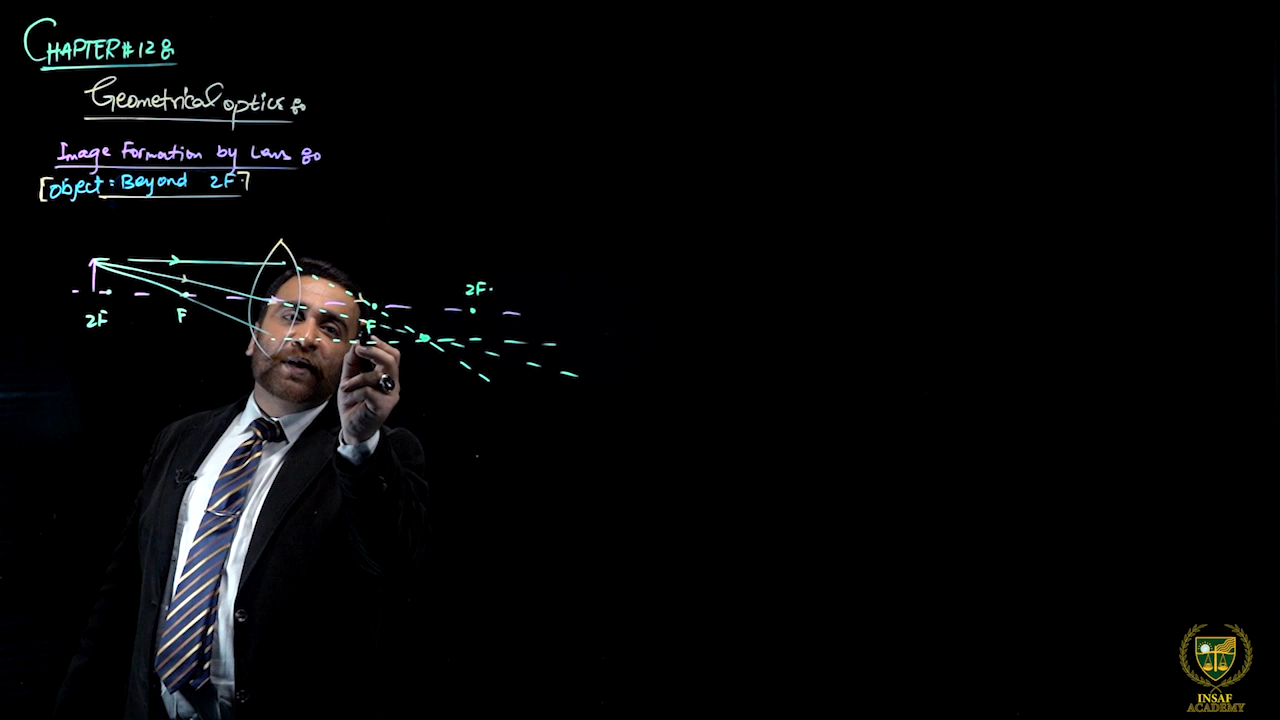 CHAPTER#12:
Geometrical optics:
Image Formation by Lens:
[Object: Beyond 2F.]
2F.
2F
F
F
INSAF
ACADEMY